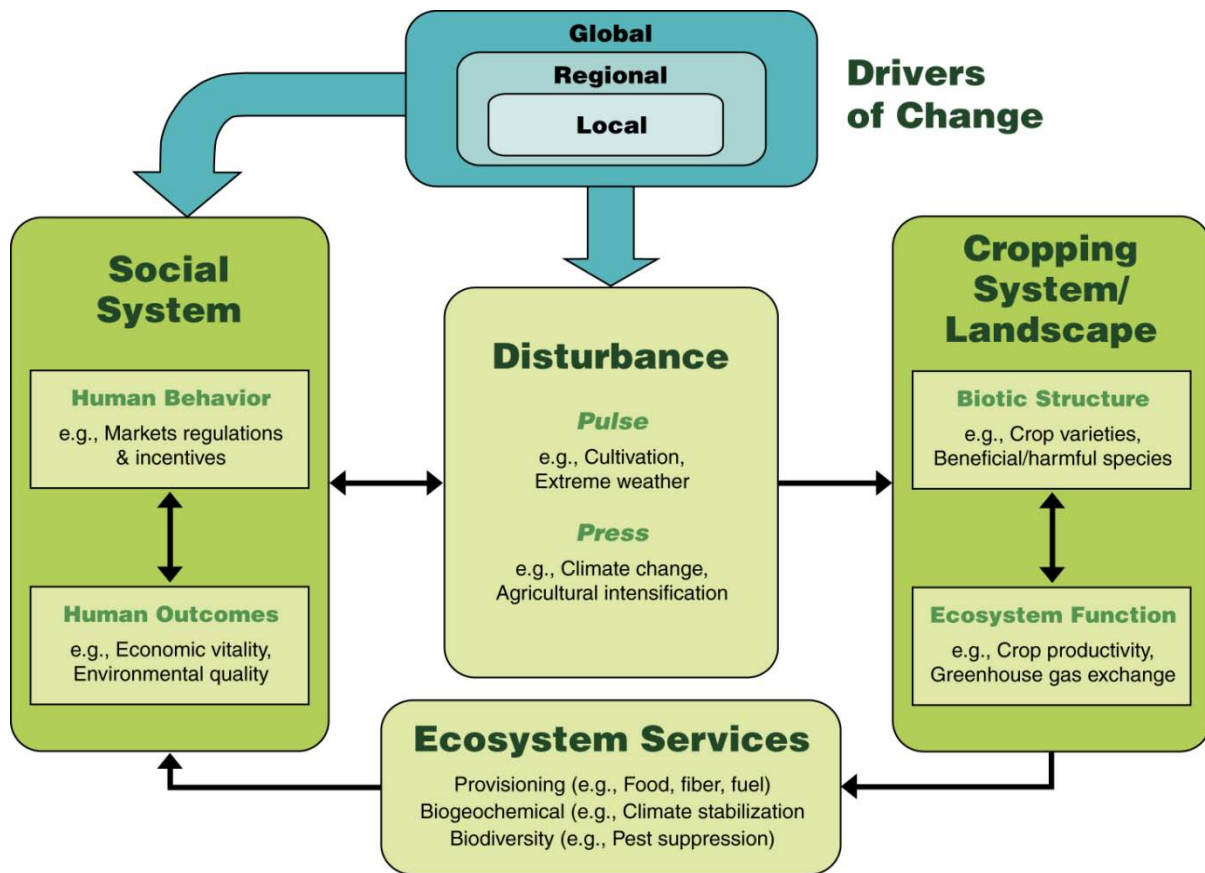 Global
Regional
Local
Drivers
of Change
Social
System
Human Behavior
e.g., Markets regulations
& incentives
Human Outcomes
e.g., Economic vitality,
Environmental quality
Disturbance
Pulse
e.g., Cultivation,
Extreme weather
Press
e.g., Climate change,
Agricultural intensification
Cropping
System/
Landscape
Biotic Structure
e.g., Crop varieties,
Beneficial/harmful species
Ecosystem Function
e.g., Crop productivity,
Greenhouse gas exchange
Ecosystem Services
Provisioning (e.g., Food, fiber, fuel)
Biogeochemical (e.g., Climate stabilization
Biodiversity (e.g., Pest suppression)